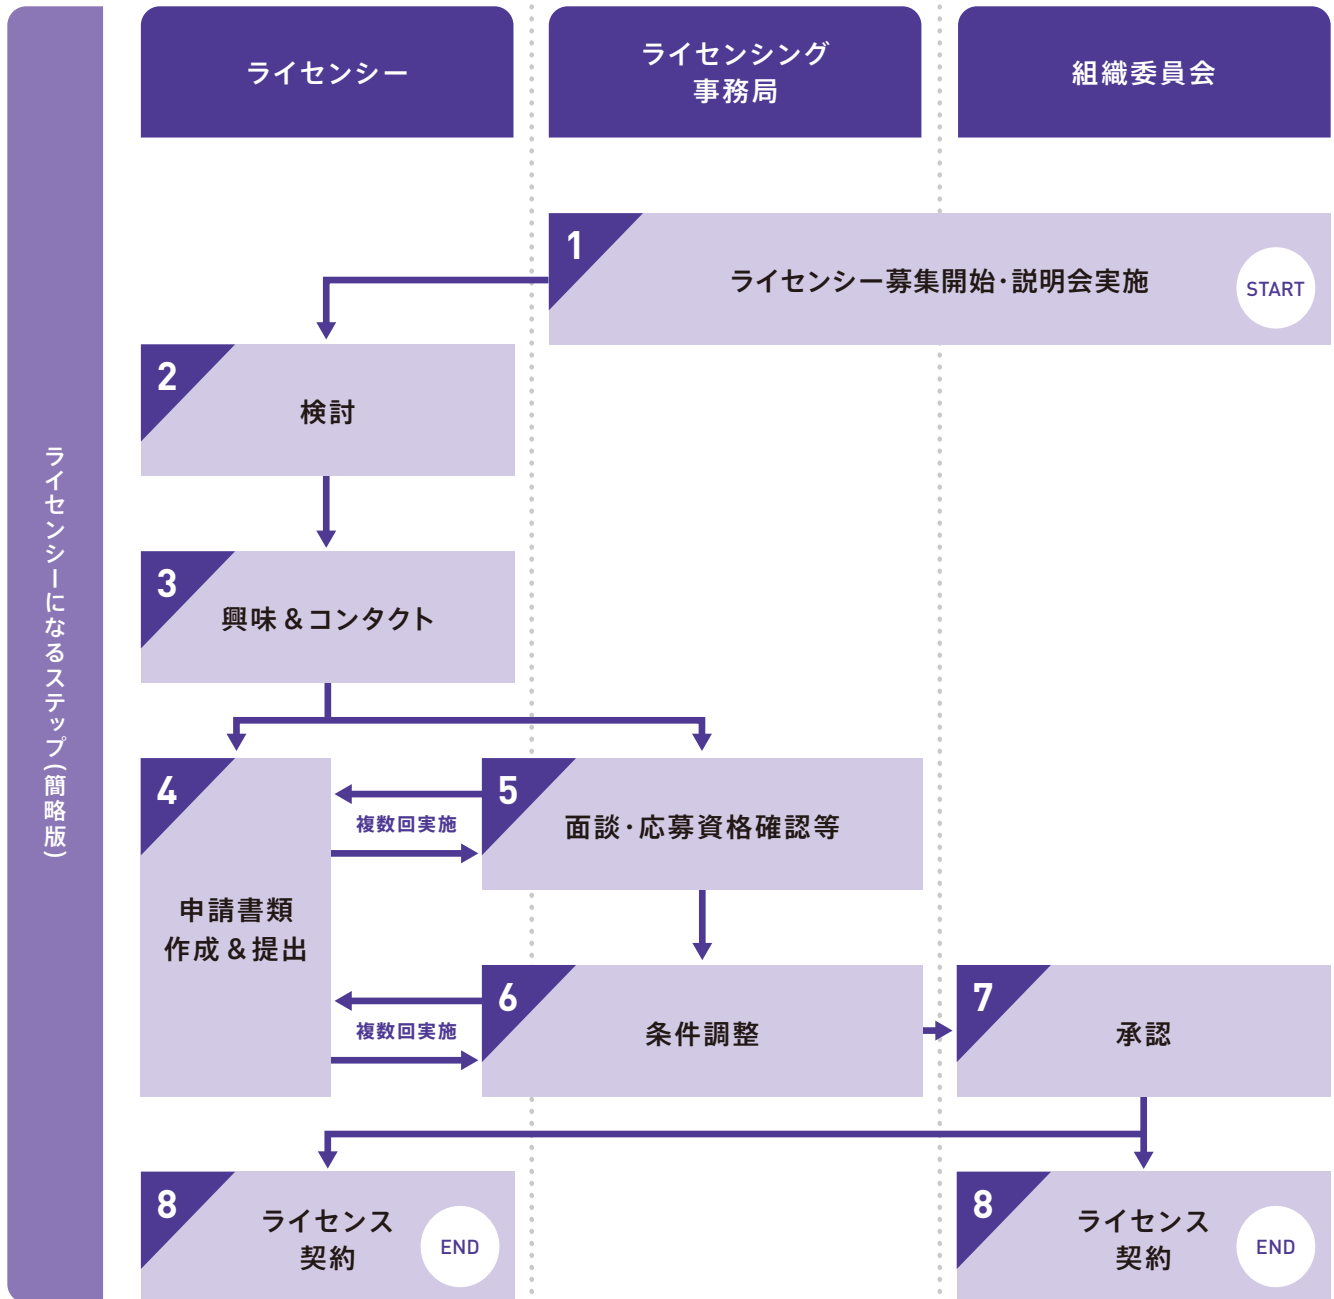 ライセンシーになるステップ(簡略版)
ライセンシー
ライセンシング
事務局
組織委員会
1
ライセンシー募集開始・説明会実施
START
2
検討
3
興味&コンタクト
4
申請書類
作成&提出
複数回実施
5
面談・応募資格確認等
複数回実施
6
条件調整
7
承認
8
ライセンス
契約
END
8
ライセンス
契約
END